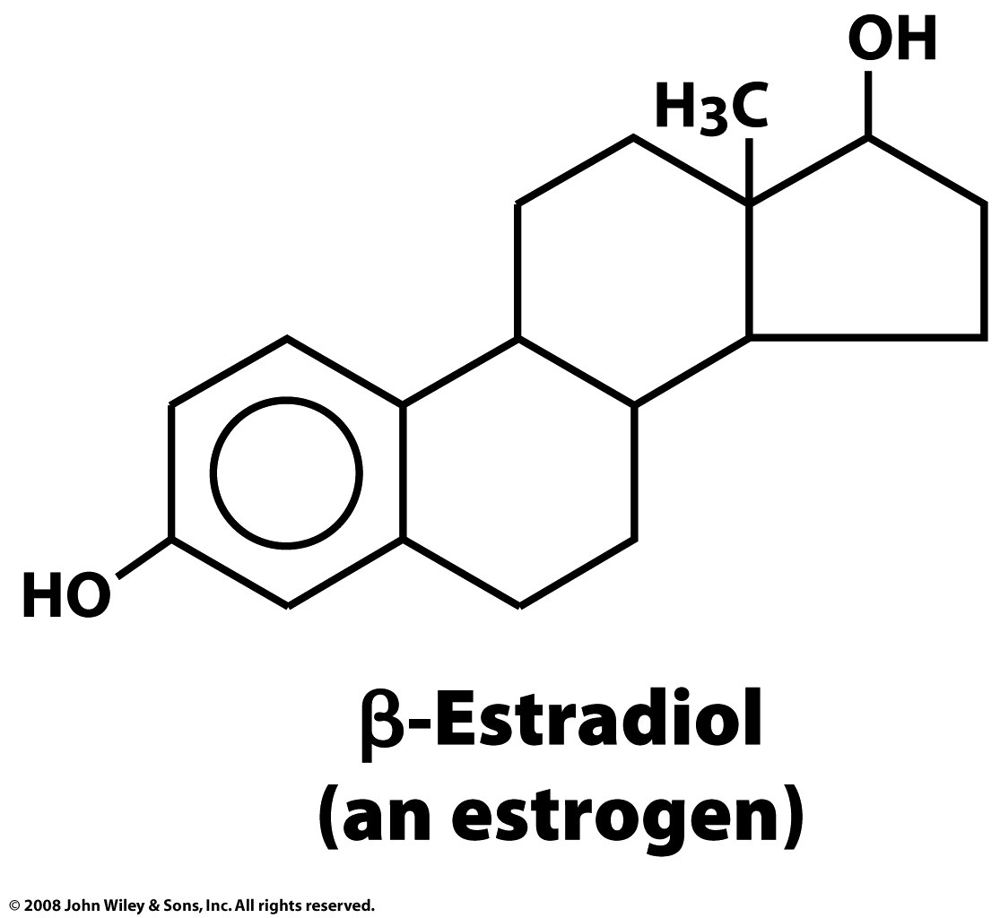 OH
H3C
HO
β-Estradiol
(an estrogen)
© 2008 John Wiley & Sons, Inc. All rights reserved.